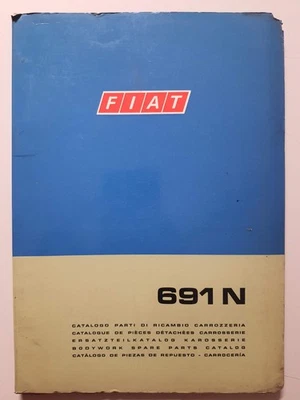 FIAT
691 N
CATALOGO PARTI DI RICAMBIO CARROZZERIA
CATALOGUE DE PIÈCES DÉTACHÉES CARROSSERIE
ERSATZTEILKATALOG KAROSSERIE
BODYWORK SPARE PARTS CATALOG
CATÁLOGO DE PIEZAS DE REPUESTO - CARROCERÍA